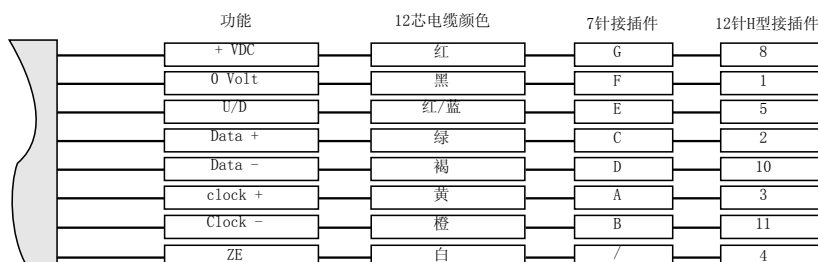 功能 12芯电缆颜色 7针接插件 12针H型接插件
+ VDC 红 G 8
0 Volt 黑 F 1
U/D 红/蓝 E 5
Data + 绿 C 2
Data - 褐 D 10
clock + 黄 A 3
Clock - 橙 B 11
ZE 白 / 4